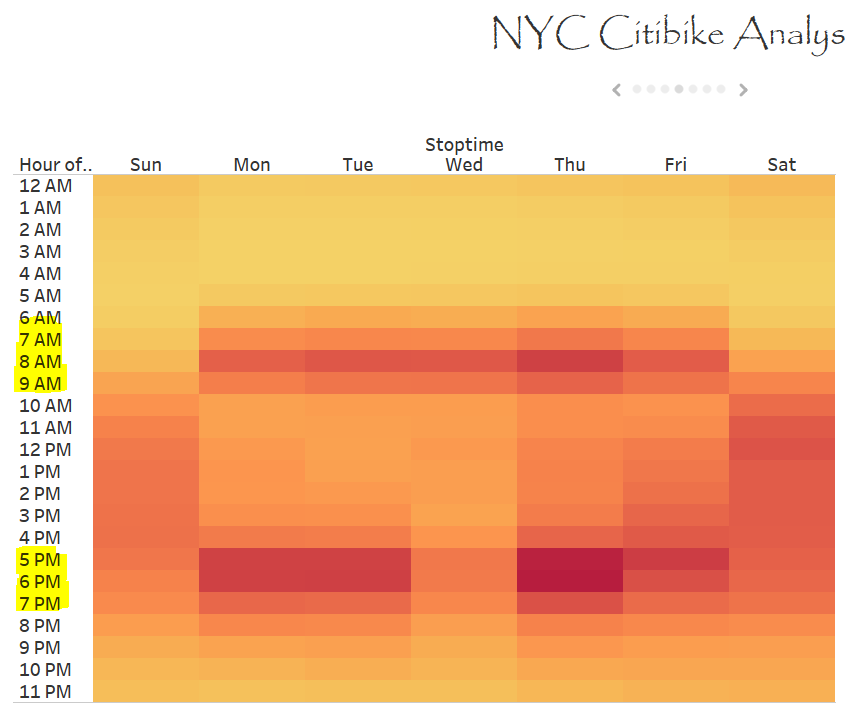 NYC Citibike Analys
Stoptime
Hour of.. Sun Mon Tue Wed Thu Fri Sat
12 AM
1 AM
2 AM
3 AM
4 AM
5 AM
6 AM
7 AM
8 AM
9 AM
10 AM
11 AM
12 PM
1 PM
2 PM
3 PM
4 PM
5 PM
6 PM
7 PM
8 PM
9 PM
10 PM
11 PM